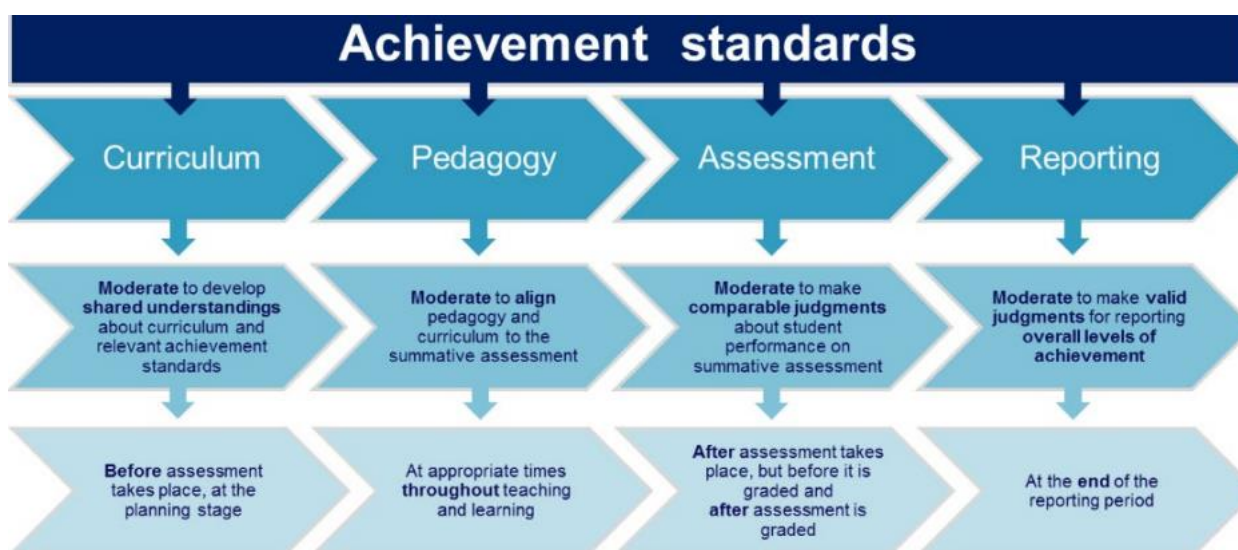 Achievement standards
Curriculum
Pedagogy
Assessment
Reporting
Moderate to develop
shared understandings
about curriculum and
relevant achievement
standards
Moderate to align
pedagogy and
curriculum to the
summative assessment
Moderate to make
comparable judgments
about student
performance on
summative assessment
Moderate to make valid
judgments for reporting
overall levels of
achievement
Before assessment
takes place, at the
planning stage
At appropriate times
throughout teaching
and learning
After assessment takes
place, but before it is
graded and
after assessment is
graded
At the end of the
reporting period